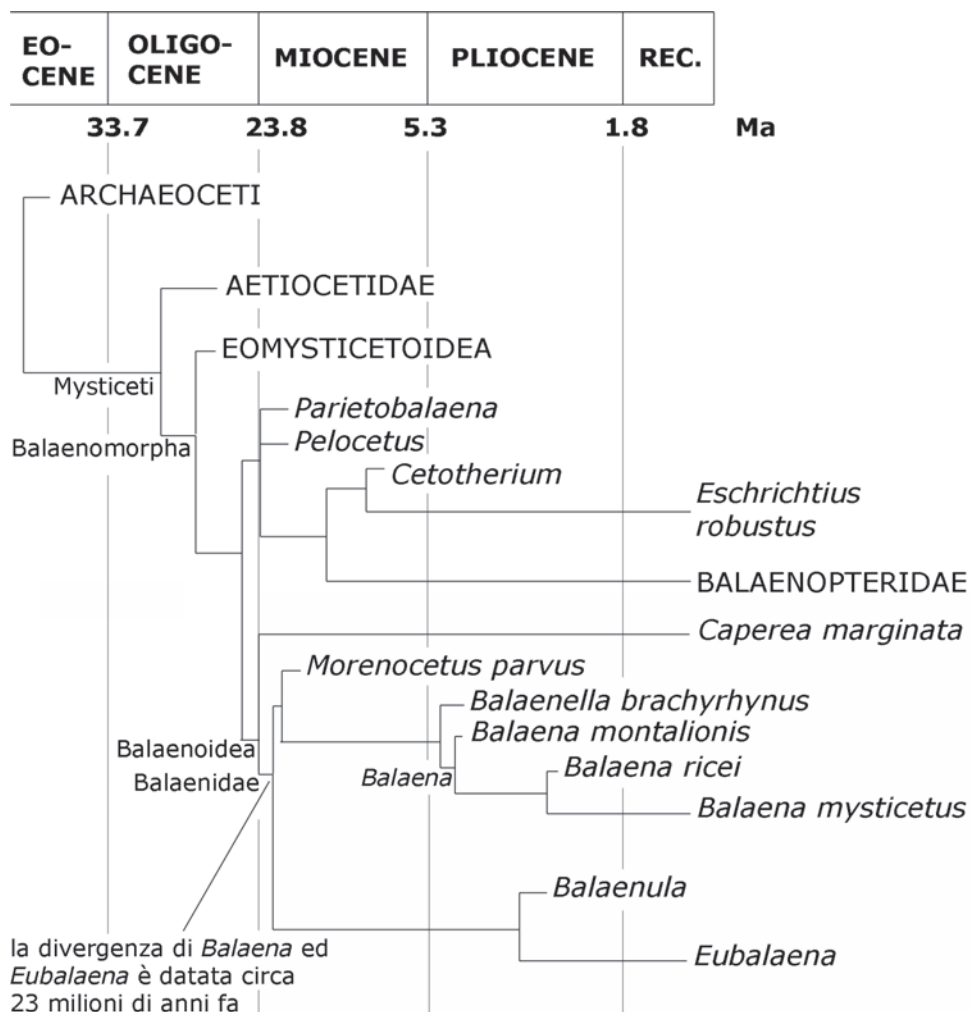 EO-
CENE
OLIGO-
CENE
MIOCENE
PLIOCENE
REC.
33.7
23.8
5.3
1.8
Ma
ARCHAEOCETI
AETIOCETIDAE
EOMYSTICETOIDEA
Mysticeti
Parietobalaena
Balaenomorpha
Pelocetus
Cetotherium
Eschrichtius
robustus
BALAENOPTERIDAE
Caperea marginata
Morenocetus parvus
Balaenella brachyrhynus
Balaena montalionis
Balaenoidea
Balaena ricei
Balaena
Balaenidae
Balaena mysticetus
Balaenula
la divergenza di Balaena ed
Eubalaena è datata circa
23 milioni di anni fa
Eubalaena